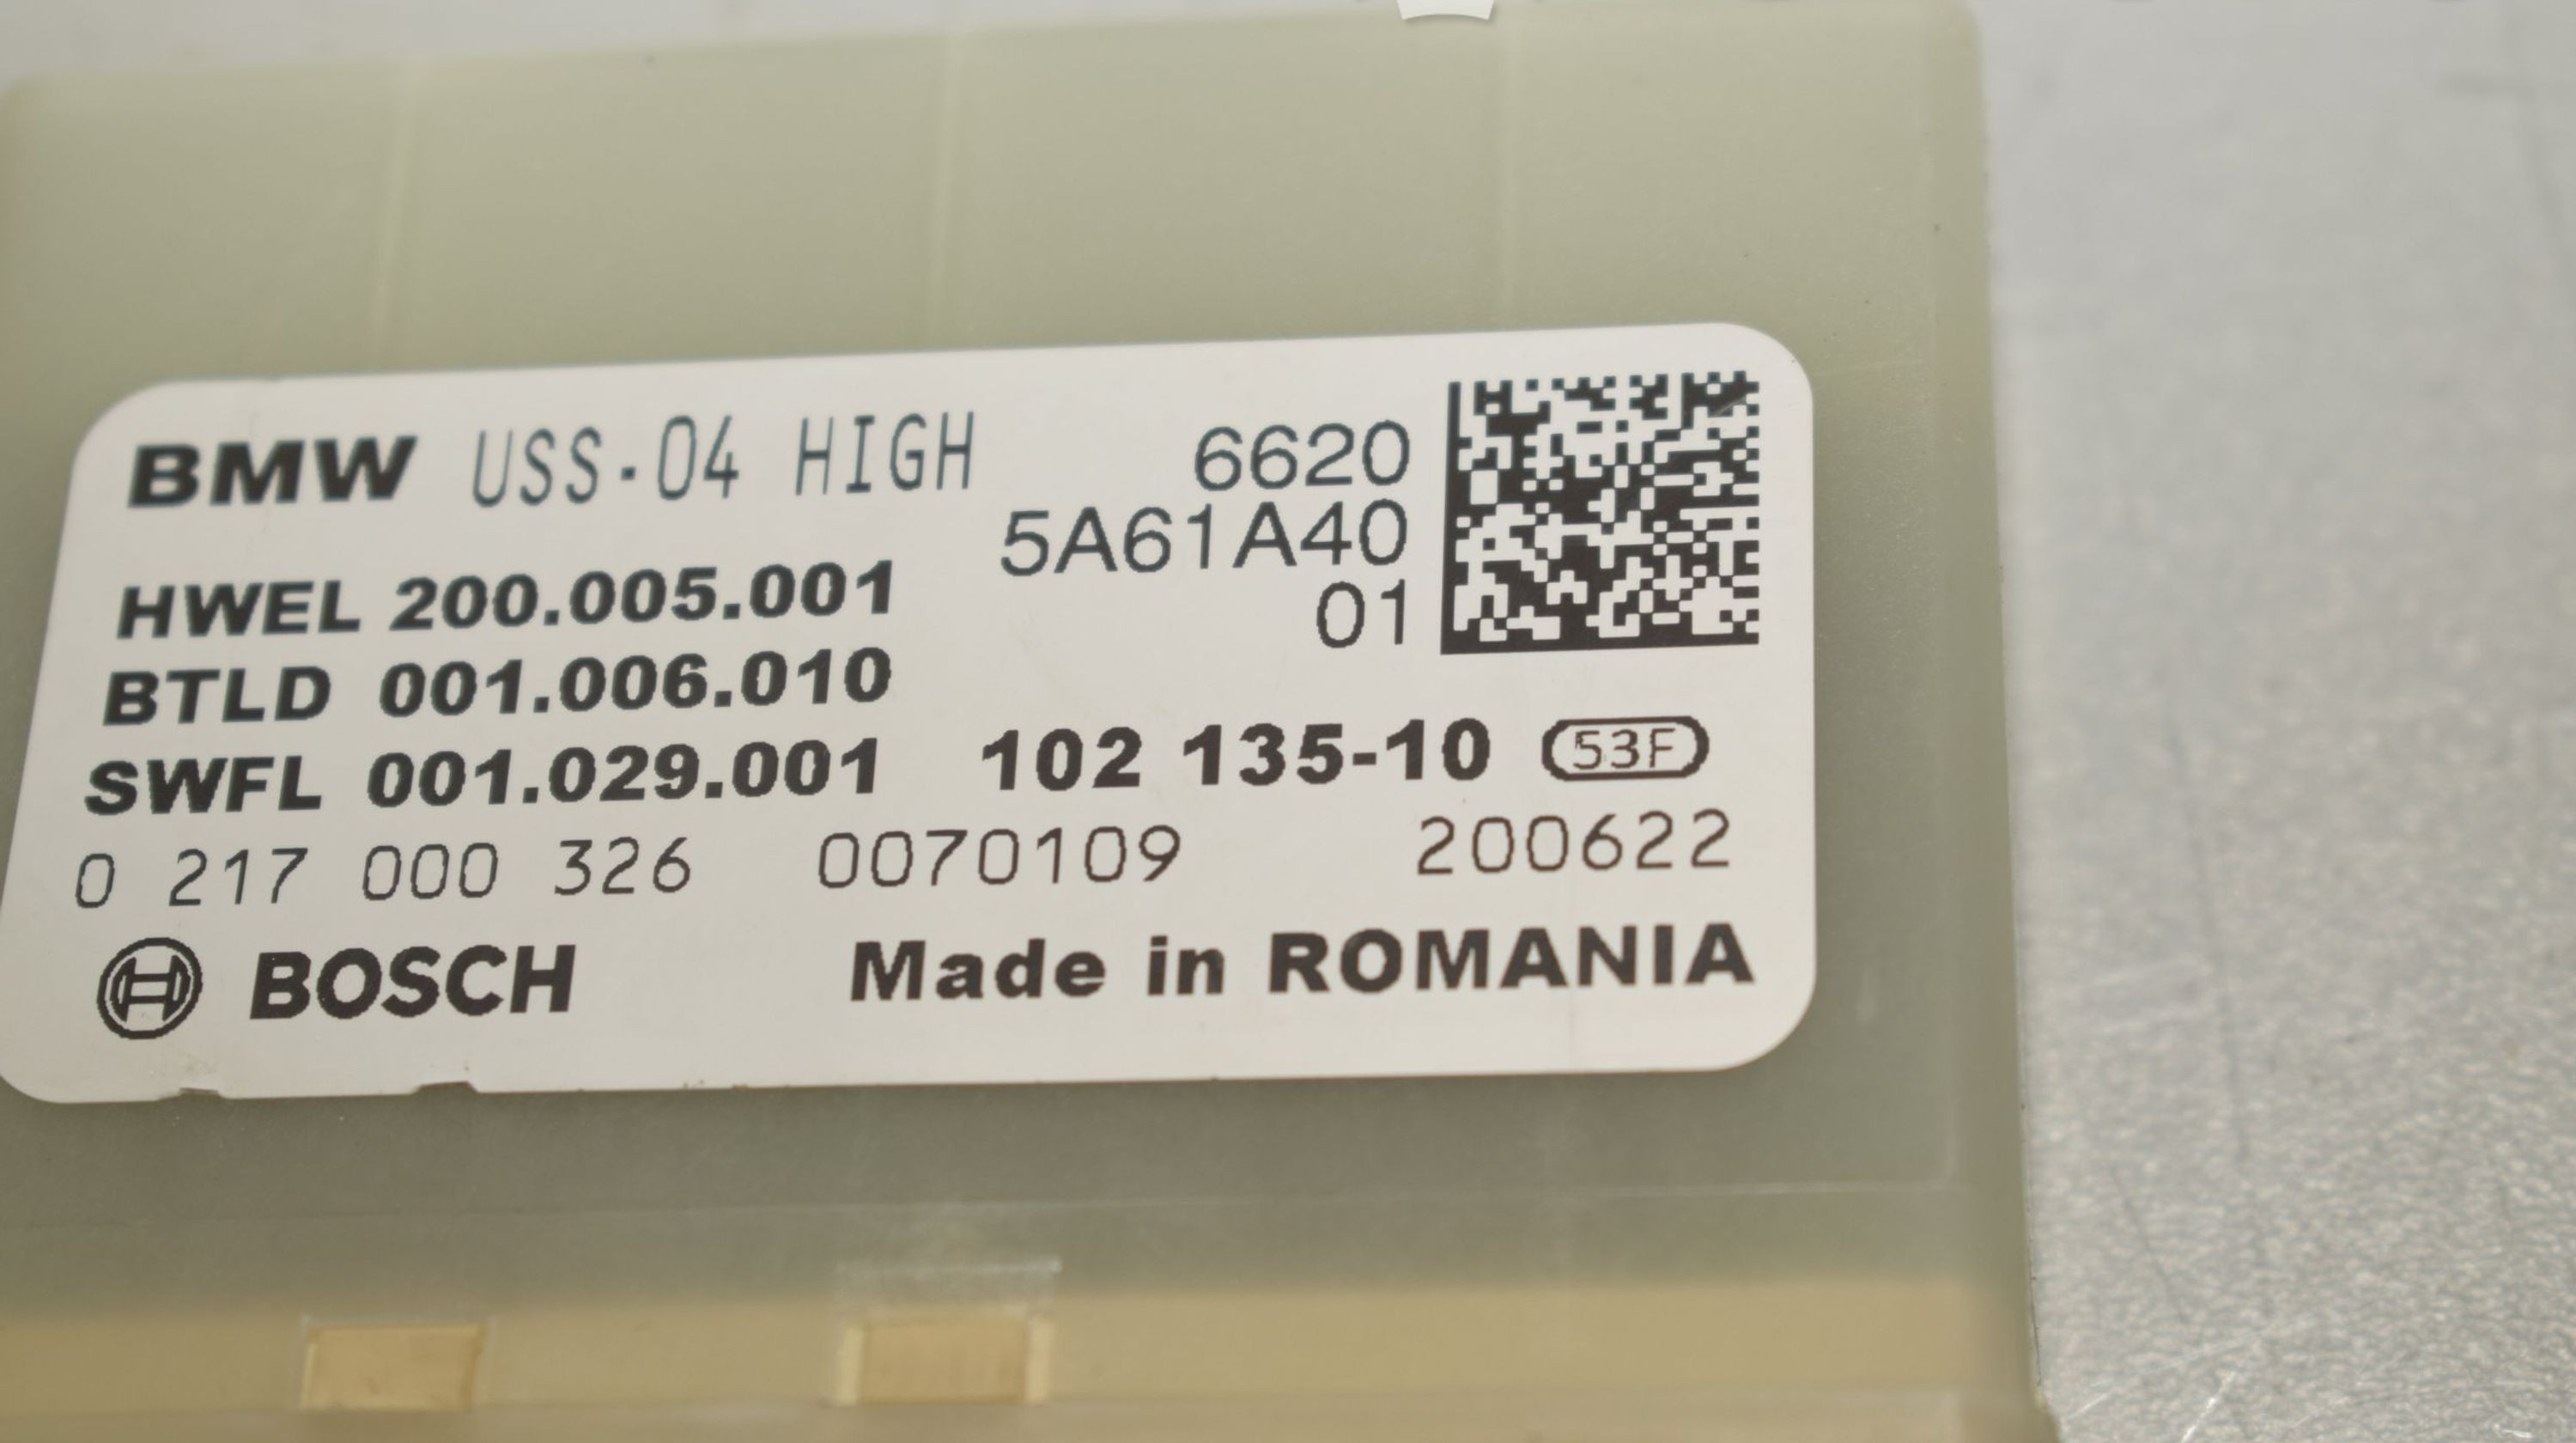 BMW USS-04 HIGH 6620
5A61A40
01
HWEL 200.005.001
BTLD 001.006.010
SWFL 001.029.001 102 135-10 53F
0 217 000 326 0070109 200622
BOSCH Made in ROMANIA